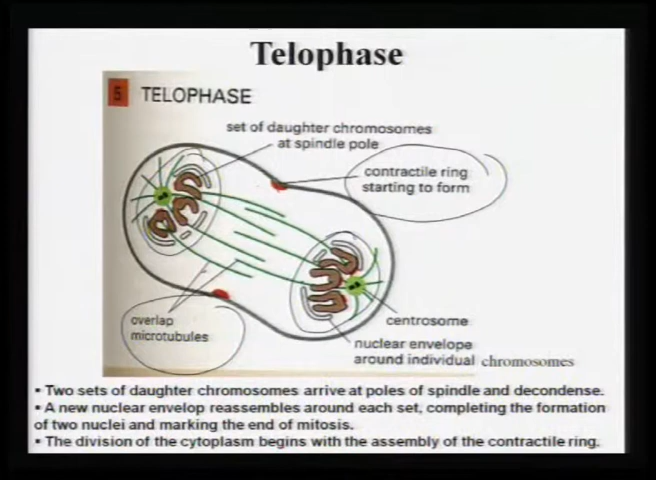 Telophase
5 TELOPHASE
set of daughter chromosomes
at spindle pole
contractile ring
starting to form
overlap
microtubules
centrosome
nuclear envelope
around individual chromosomes
• Two sets of daughter chromosomes arrive at poles of spindle and decondense.
• A new nuclear envelop reassembles around each set, completing the formation
of two nuclei and marking the end of mitosis.
• The division of the cytoplasm begins with the assembly of the contractile ring.